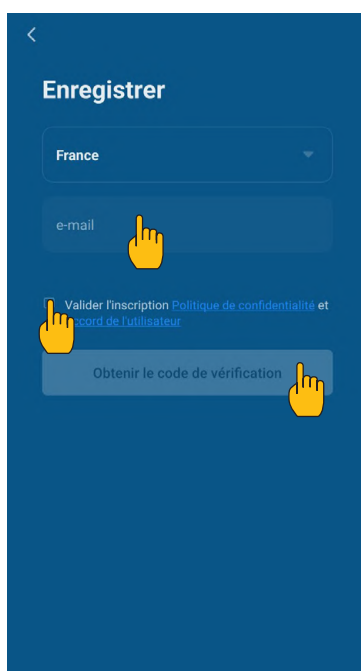 Enregistrer
France
e-mail
Valider l'inscription Politique de confidentialité et
ccord de l'utilisateur
Obtenir le code de vérification